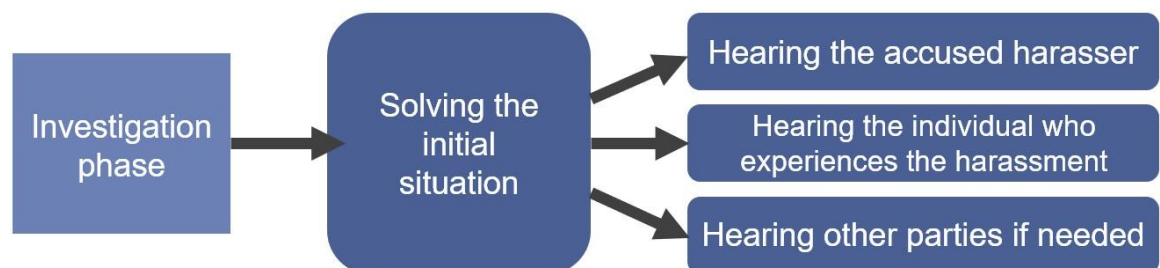 Investigation
phase
Solving the
initial
situation
Hearing the accused harasser
Hearing the individual who
experiences the harassment
Hearing other parties if needed